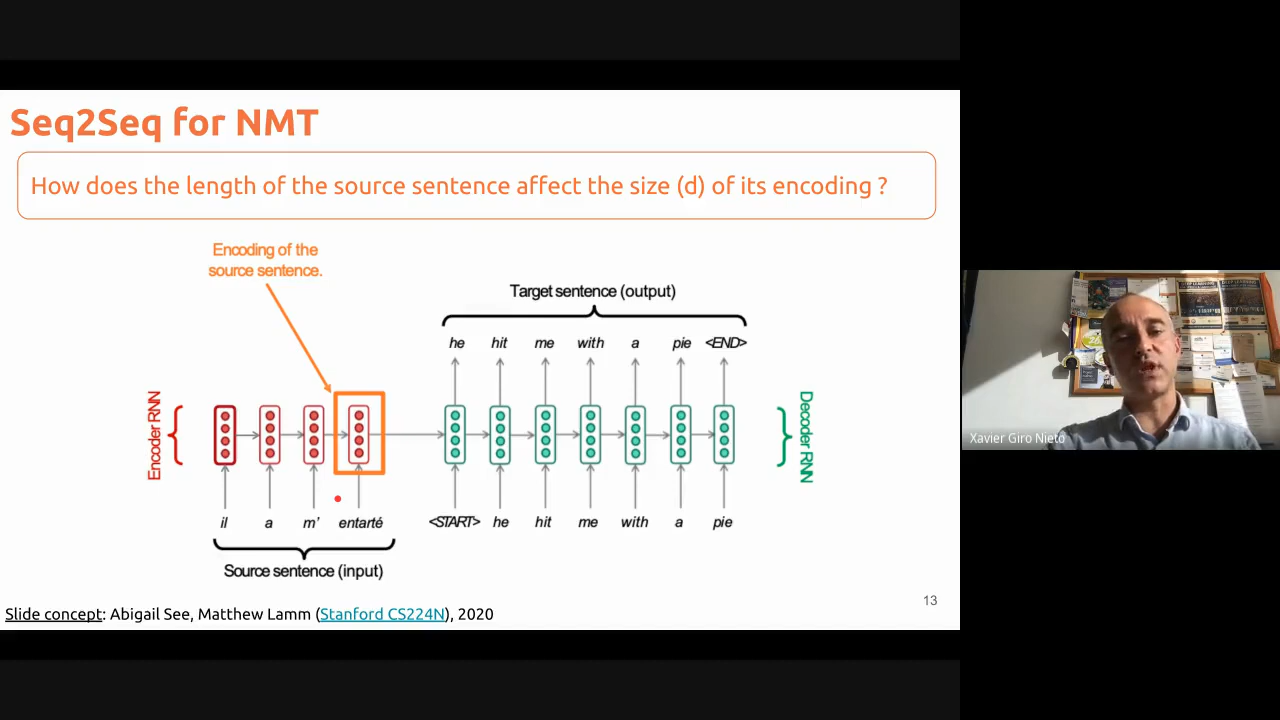 Seq2Seq for NMT
How does the length of the source sentence affect the size (d) of its encoding ?
Encoding of the
source sentence.
Target sentence (output)
he hit me with a pie <END>
Encoder RNN
Decoder RNN
il a m' entarté
<START> he hit me with a pie
Source sentence (input)
Slide concept: Abigail See, Matthew Lamm (Stanford CS224N), 2020
13
Xavier Giro Nieto